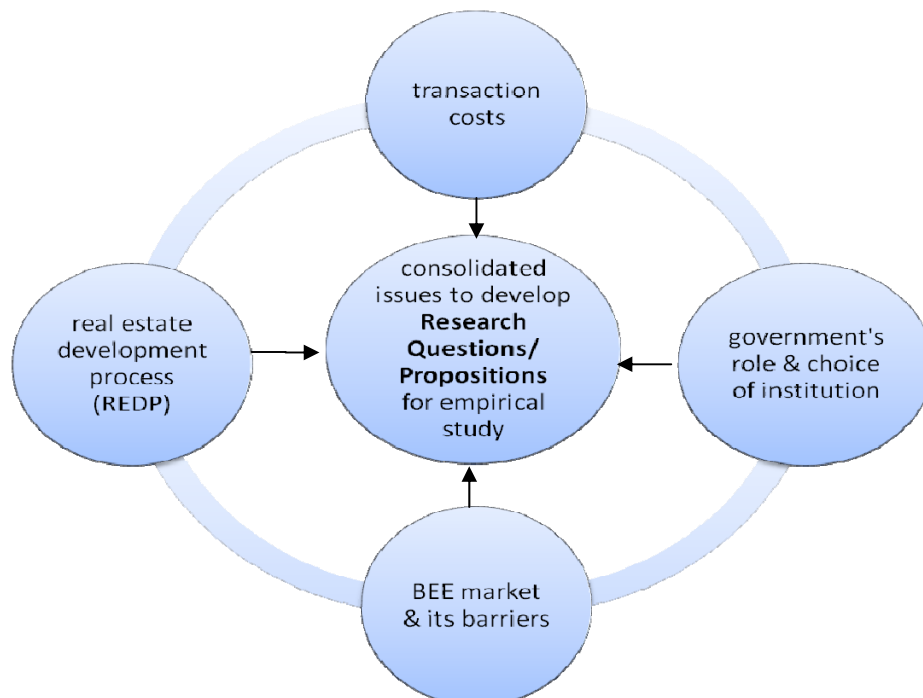 transaction
costs
real estate
development
process
(REDP)
consolidated
issues to develop
Research
Questions/
Propositions
for empirical
study
government's
role & choice
of institution
BEE market
& its barriers